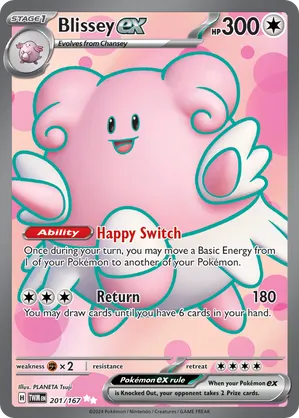 STAGE 1
Blissey ex
HP 300
Evolves from Chansey
Ability Happy Switch
Once during your turn, you may move a Basic Energy from
1 of your Pokémon to another of your Pokémon.
Return 180
You may draw cards until you have 6 cards in your hand.
weakness ×2 resistance retreat
Illus. PLANETA Tsuji
Pokémon ex rule
When your Pokémon ex
is Knocked Out, your opponent takes 2 Prize cards.
H TWM EN 201/167
©2024 Pokémon / Nintendo / Creatures / GAME FREAK